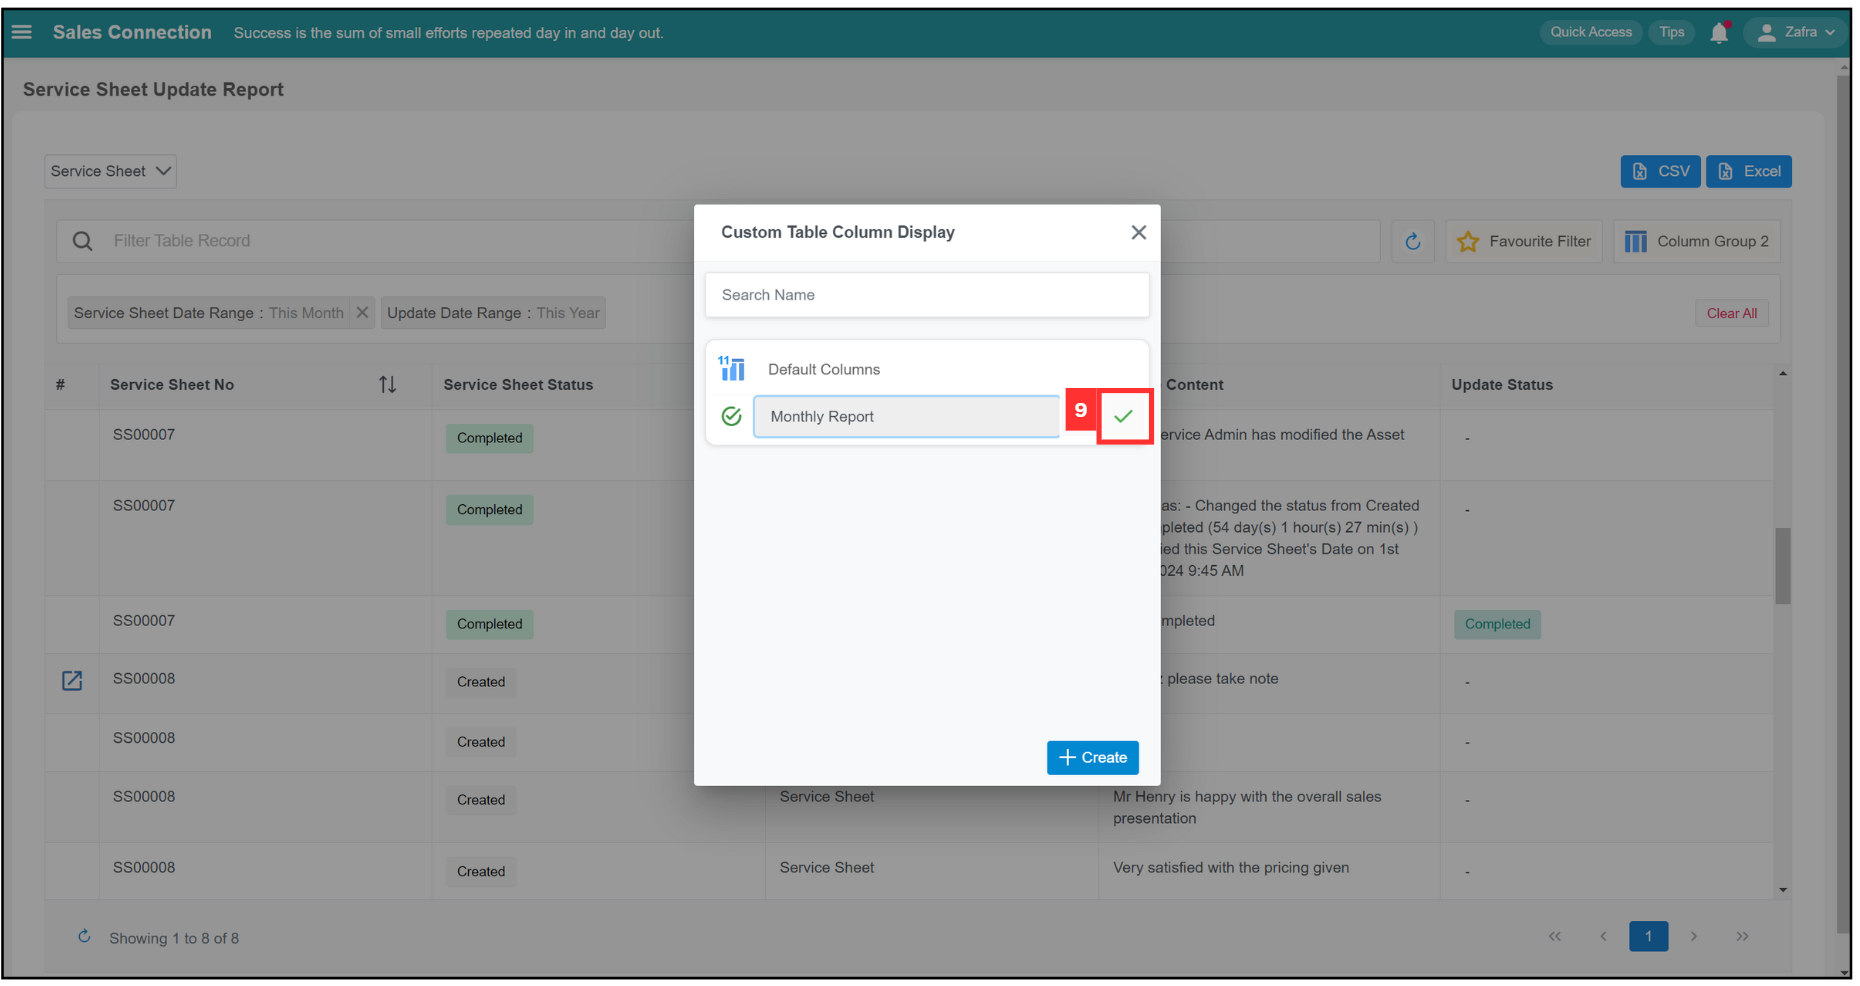 Sales Connection Success is the sum of small efforts repeated day in and day out. Quick Access Tips Zafra
Service Sheet Update Report
Service Sheet CSV Excel
Filter Table Record Favourite Filter Column Group 2
Service Sheet Date Range : This Month Update Date Range : This Year Clear All
Custom Table Column Display
Search Name
11 Default Columns
Monthly Report 9
+ Create
# Service Sheet No Service Sheet Status Content Update Status
SS00007 Completed ervice Admin has modified the Asset -
SS00007 Completed as: - Changed the status from Created -
pleted (54 day(s) 1 hour(s) 27 min(s) )
ied this Service Sheet's Date on 1st
024 9:45 AM
SS00007 Completed mpleted Completed
SS00008 Created : please take note -
SS00008 Created -
SS00008 Created Service Sheet Mr Henry is happy with the overall sales -
presentation
SS00008 Created Service Sheet Very satisfied with the pricing given -
Showing 1 to 8 of 8 << < 1 > >>